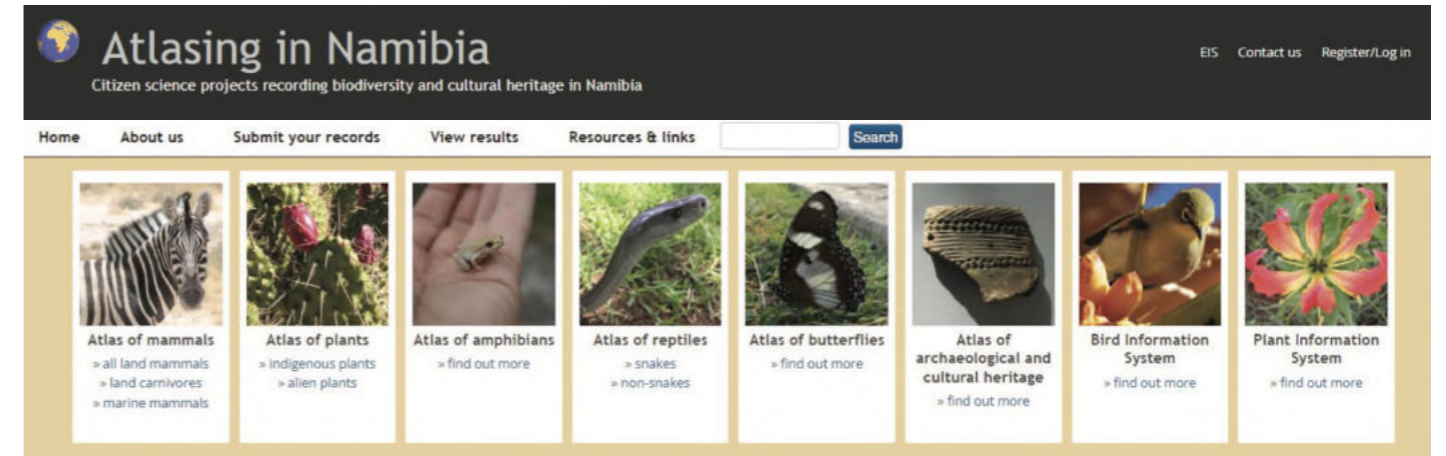 Atlasing in Namibia
Citizen science projects recording biodiversity and cultural heritage in Namibia
EIS Contact us Register/Log in
Home About us Submit your records View results Resources & links Search
Atlas of mammals
» all land mammals
» land carnivores
» marine mammals
Atlas of plants
» indigenous plants
» alien plants
Atlas of amphibians
» find out more
Atlas of reptiles
» snakes
» non-snakes
Atlas of butterflies
» find out more
Atlas of
archaeological and
cultural heritage
» find out more
Bird Information
System
» find out more
Plant Information
System
» find out more